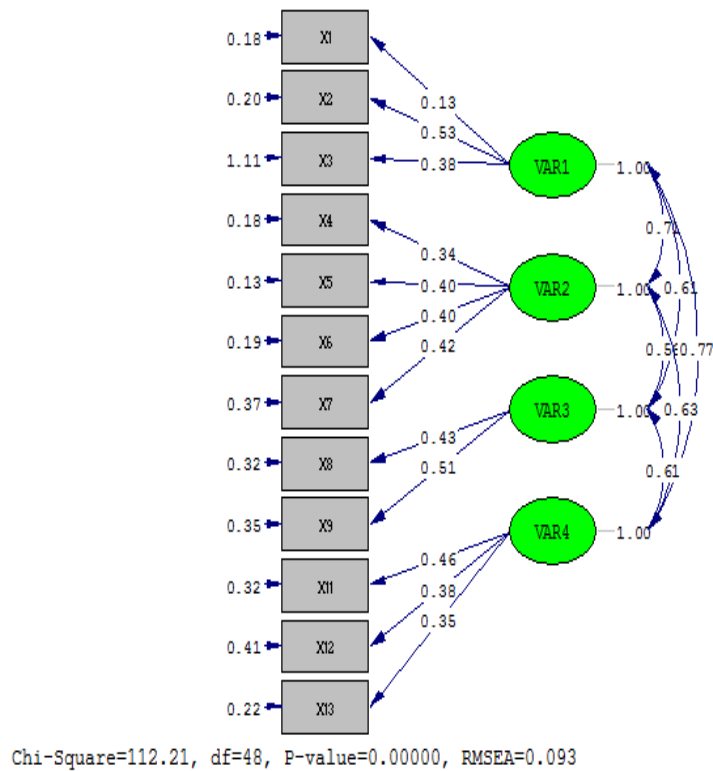 0.18 X1
0.13
0.20 X2
0.53
1.11 X3 0.38 VAR1 1.00
0.18 X4
0.34
0.13 X5 0.40 VAR2 1.00 0.61
0.40
0.19 X6 0.42 0.77
0.37 X7 VAR3 1.00 0.63
0.43
0.32 X8 0.61
0.51
0.35 X9 VAR4 1.00
0.46
0.32 X11 0.38
0.35
0.41 X12
0.22 X13
Chi-Square=112.21, df=48, P-value=0.00000, RMSEA=0.093